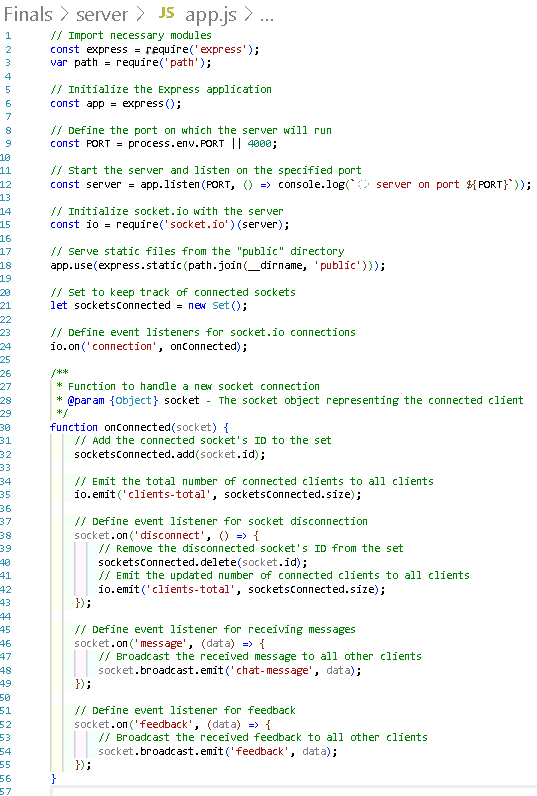 Finals > server > JS app.js > ...
1 // Import necessary modules
2 const express = require('express');
3 var path = require('path');
4
5 // Initialize the Express application
6 const app = express();
7
8 // Define the port on which the server will run
9 const PORT = process.env.PORT || 4000;
10
11 // Start the server and listen on the specified port
12 const server = app.listen(PORT, () => console.log(` server on port ${PORT}`));
13
14 // Initialize socket.io with the server
15 const io = require('socket.io')(server);
16
17 // Serve static files from the "public" directory
18 app.use(express.static(path.join(__dirname, 'public')));
19
20 // Set to keep track of connected sockets
21 let socketsConnected = new Set();
22
23 // Define event listeners for socket.io connections
24 io.on('connection', onConnected);
25
26 /**
27  * Function to handle a new socket connection
28  * @param {Object} socket - The socket object representing the connected client
29  */
30 function onConnected(socket) {
31     // Add the connected socket's ID to the set
32     socketsConnected.add(socket.id);
33
34     // Emit the total number of connected clients to all clients
35     io.emit('clients-total', socketsConnected.size);
36
37     // Define event listener for socket disconnection
38     socket.on('disconnect', () => {
39         // Remove the disconnected socket's ID from the set
40         socketsConnected.delete(socket.id);
41         // Emit the updated number of connected clients to all clients
42         io.emit('clients-total', socketsConnected.size);
43     });
44
45     // Define event listener for receiving messages
46     socket.on('message', (data) => {
47         // Broadcast the received message to all other clients
48         socket.broadcast.emit('chat-message', data);
49     });
50
51     // Define event listener for feedback
52     socket.on('feedback', (data) => {
53         // Broadcast the received feedback to all other clients
54         socket.broadcast.emit('feedback', data);
55     });
56 }
57